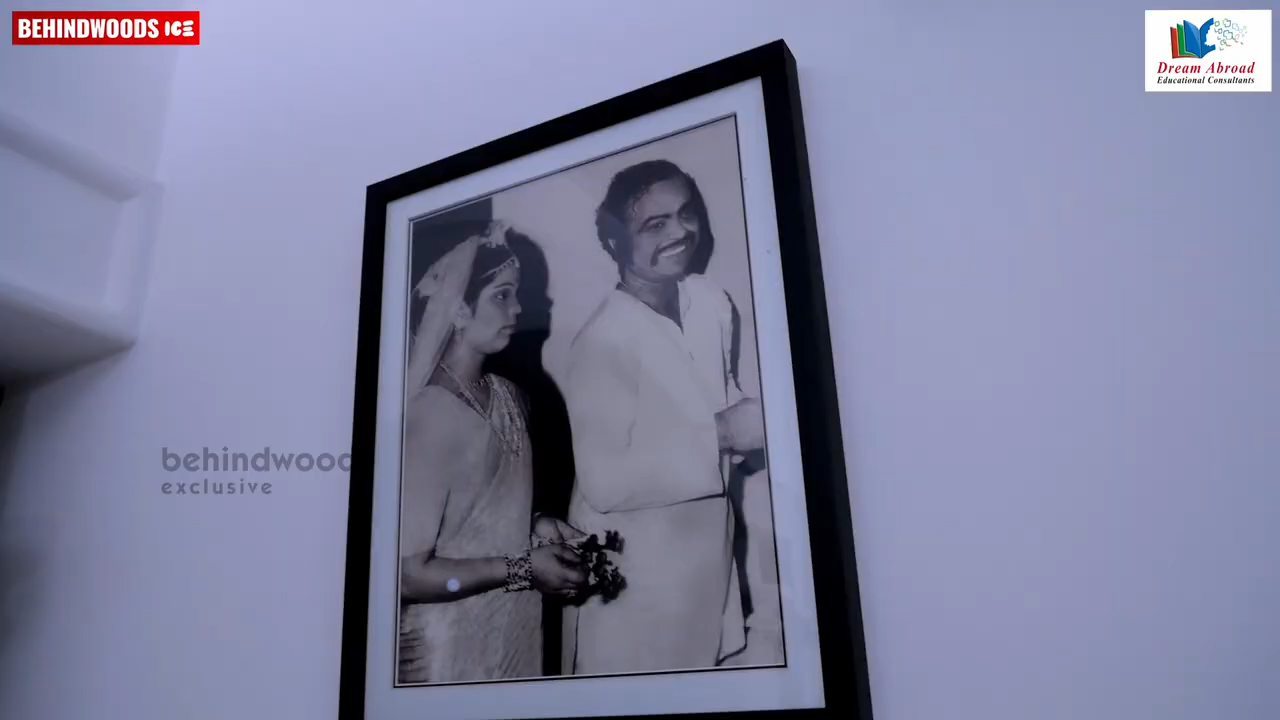 BEHINDWOODS ICE
Dream Abroad
Educational Consultants
behindwood
exclusive